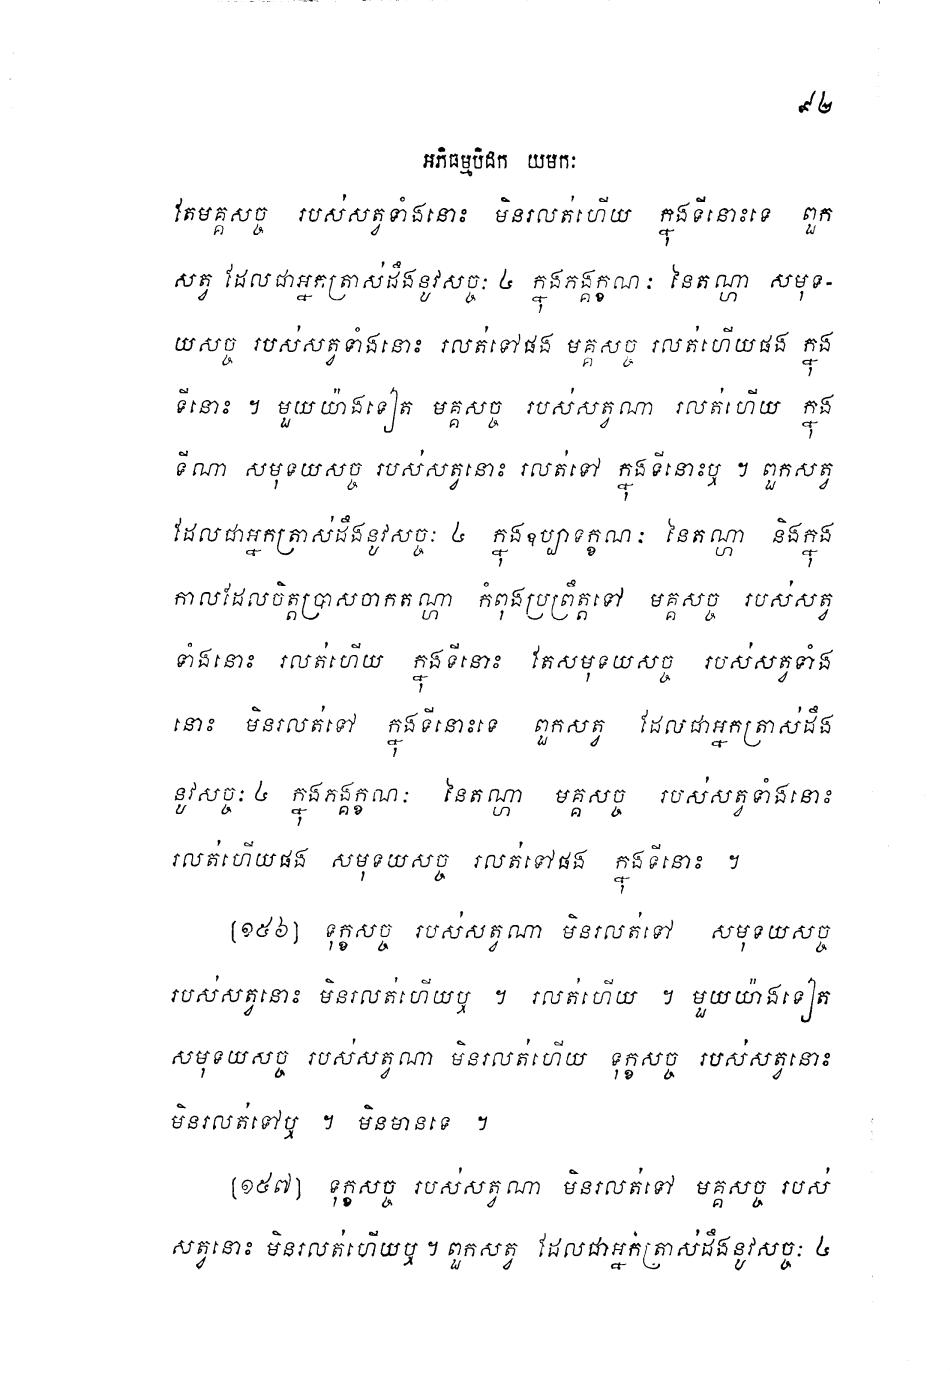 ៩៤
អភិធម្មបិដក យមកៈ
តែមគ្គសច្ច របស់សត្វទាំងនោះ មិនរលត់ហើយ ក្នុងទីនោះទេ ពួក
សត្វ ដែលជាអ្នកត្រាស់ដឹងនូវសច្ចៈ ៤ ក្នុងភង្គក្ខណៈ នៃតណ្ហា សមុទ-
យសច្ច របស់សត្វទាំងនោះ រលត់ទៅផង មគ្គសច្ច រលត់ហើយផង ក្នុង
ទីនោះ ។ មួយយ៉ាងទៀត មគ្គសច្ច របស់សត្វណា រលត់ហើយ ក្នុង
ទីណា សមុទយសច្ច របស់សត្វនោះ រលត់ទៅ ក្នុងទីនោះឬ ។ ពួកសត្វ
ដែលជាអ្នកត្រាស់ដឹងនូវសច្ចៈ ៤ ក្នុងឧប្បាទក្ខណៈ នៃតណ្ហា និងក្នុង
កាលដែលចិត្តប្រាសចាកតណ្ហា កំពុងប្រព្រឹត្តទៅ មគ្គសច្ច របស់សត្វ
ទាំងនោះ រលត់ហើយ ក្នុងទីនោះ តែសមុទយសច្ច របស់សត្វទាំង
នោះ មិនរលត់ទៅ ក្នុងទីនោះទេ ពួកសត្វ ដែលជាអ្នកត្រាស់ដឹង
នូវសច្ចៈ ៤ ក្នុងភង្គក្ខណៈ នៃតណ្ហា មគ្គសច្ច របស់សត្វទាំងនោះ
រលត់ហើយផង សមុទយសច្ច រលត់ទៅផង ក្នុងទីនោះ ។
[១៥៦] ទុក្ខសច្ច របស់សត្វណា មិនរលត់ទៅ សមុទយសច្ច
របស់សត្វនោះ មិនរលត់ហើយឬ ។ រលត់ហើយ ។ មួយយ៉ាងទៀត
សមុទយសច្ច របស់សត្វណា មិនរលត់ហើយ ទុក្ខសច្ច របស់សត្វនោះ
មិនរលត់ទៅឬ ។ មិនមានទេ ។
[១៥៧] ទុក្ខសច្ច របស់សត្វណា មិនរលត់ទៅ មគ្គសច្ច របស់
សត្វនោះ មិនរលត់ហើយឬ ។ ពួកសត្វ ដែលជាអ្នកត្រាស់ដឹងនូវសច្ចៈ ៤